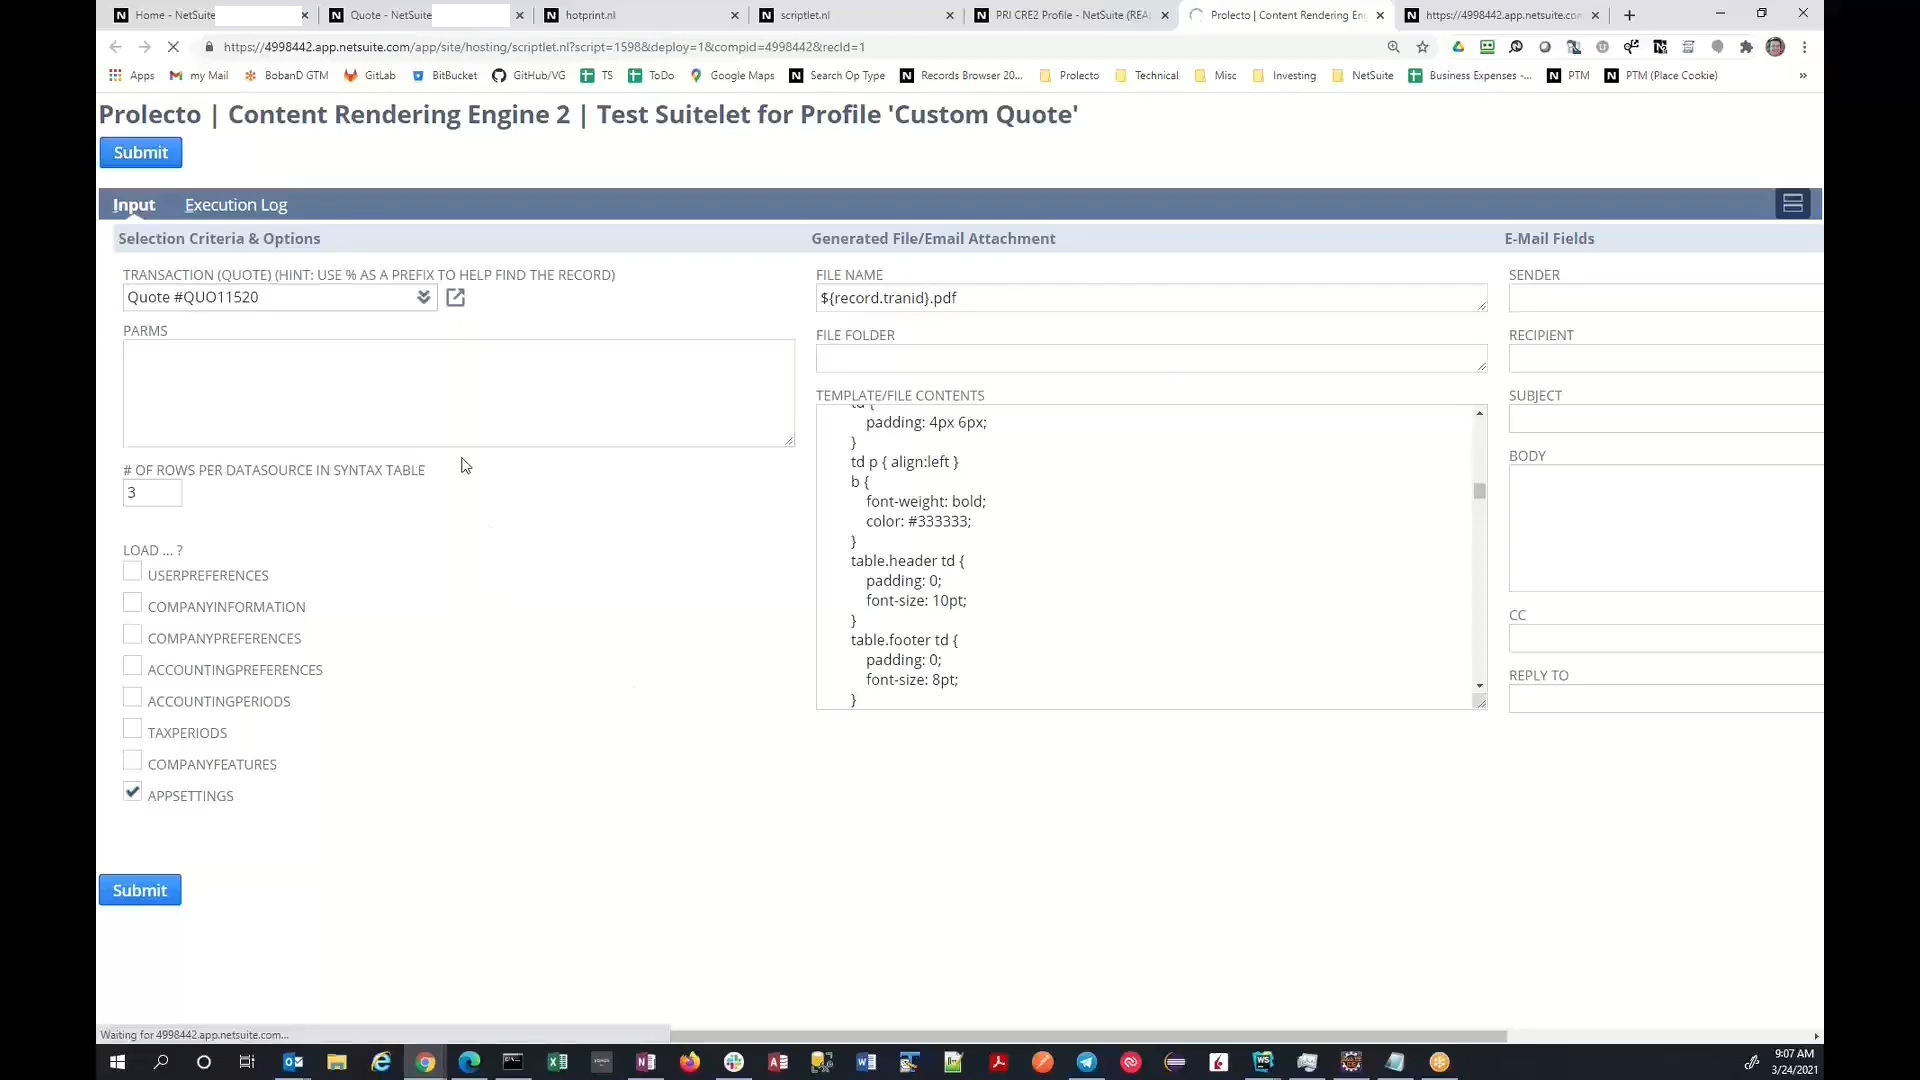 Home - NetSuite
Quote - NetSuite
hotprint.nl
scriptlet.nl
PRI CRE2 Profile - NetSuite (REA
Prolecto | Content Rendering En
https://4998442.app.netsuite.co
https://4998442.app.netsuite.com/app/site/hosting/scriptlet.nl?script=1598&deploy=1&compid=4998442&recId=1
Apps my Mail BobanD GTM GitLab BitBucket GitHub/VG TS ToDo Google Maps Search Op Type Records Browser 20... Prolecto Technical Misc Investing NetSuite Business Expenses -... PTM PTM (Place Cookie) »
Prolecto | Content Rendering Engine 2 | Test Suitelet for Profile 'Custom Quote'
Submit
Input Execution Log
Selection Criteria & Options
TRANSACTION (QUOTE) (HINT: USE % AS A PREFIX TO HELP FIND THE RECORD)
Quote #QUO11520
PARMS
# OF ROWS PER DATASOURCE IN SYNTAX TABLE
3
LOAD ... ?
USERPREFERENCES
COMPANYINFORMATION
COMPANYPREFERENCES
ACCOUNTINGPREFERENCES
ACCOUNTINGPERIODS
TAXPERIODS
COMPANYFEATURES
APPSETTINGS
Generated File/Email Attachment
FILE NAME
${record.tranid}.pdf
FILE FOLDER
TEMPLATE/FILE CONTENTS
td {
padding: 4px 6px;
}
td p { align:left }
b {
font-weight: bold;
color: #333333;
}
table.header td {
padding: 0;
font-size: 10pt;
}
table.footer td {
padding: 0;
font-size: 8pt;
}
E-Mail Fields
SENDER
RECIPIENT
SUBJECT
BODY
CC
REPLY TO
Submit
Waiting for 4998442.app.netsuite.com...
9:07 AM
3/24/2021